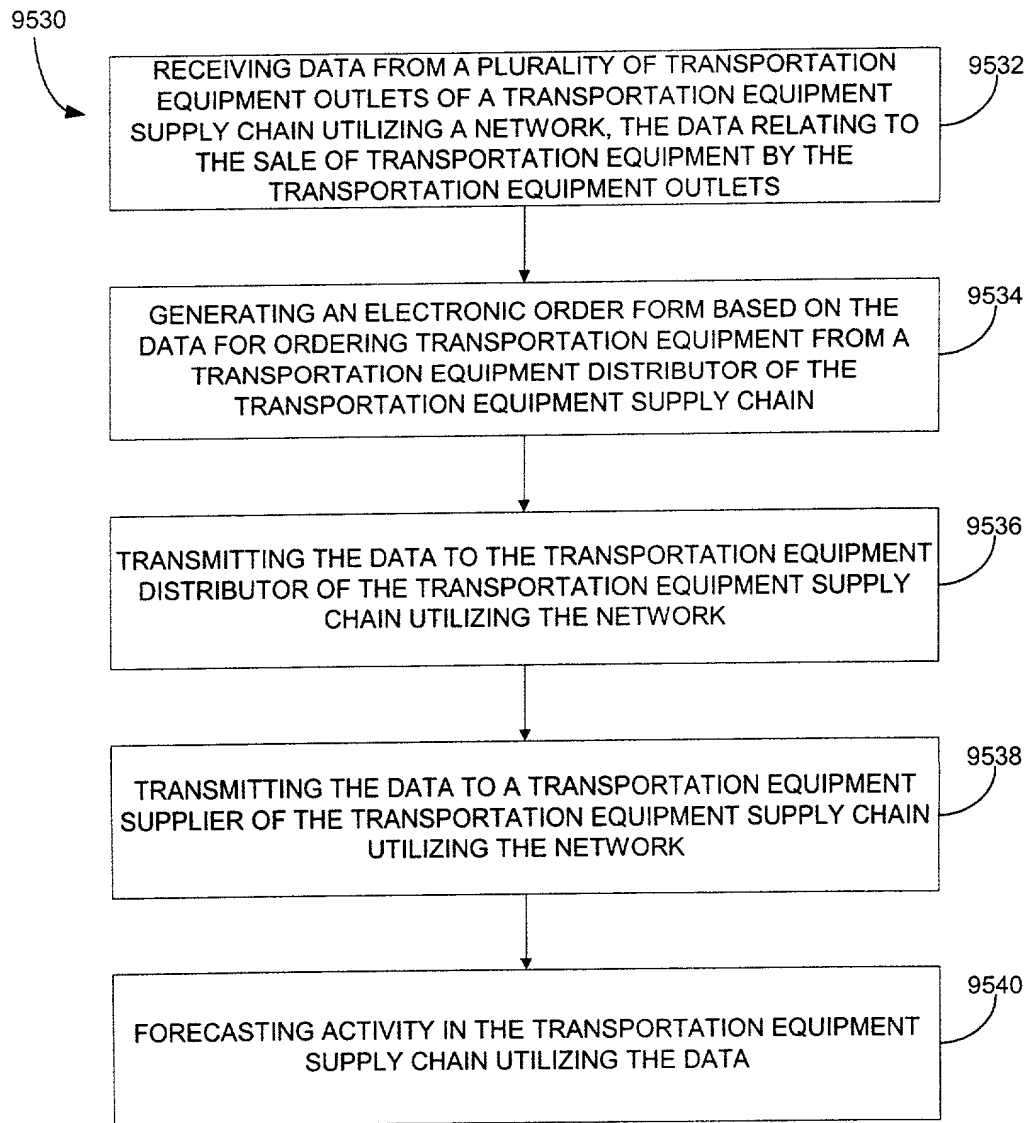 9530
RECEIVING DATA FROM A PLURALITY OF TRANSPORTATION
9532
EQUIPMENT OUTLETS OF A TRANSPORTATION EQUIPMENT
SUPPLY CHAIN UTILIZING A NETWORK, THE DATA RELATING TO
THE SALE OF TRANSPORTATION EQUIPMENT BY THE
TRANSPORTATION EQUIPMENT OUTLETS
9534
GENERATING AN ELECTRONIC ORDER FORM BASED ON THE
DATA FOR ORDERING TRANSPORTATION EQUIPMENT FROM A
TRANSPORTATION EQUIPMENT DISTRIBUTOR OF THE
TRANSPORTATION EQUIPMENT SUPPLY CHAIN
9536
TRANSMITTING THE DATA TO THE TRANSPORTATION EQUIPMENT
DISTRIBUTOR OF THE TRANSPORTATION EQUIPMENT SUPPLY
CHAIN UTILIZING THE NETWORK
9538
TRANSMITTING THE DATA TO A TRANSPORTATION EQUIPMENT
SUPPLIER OF THE TRANSPORTATION EQUIPMENT SUPPLY CHAIN
UTILIZING THE NETWORK
9540
FORECASTING ACTIVITY IN THE TRANSPORTATION EQUIPMENT
SUPPLY CHAIN UTILIZING THE DATA